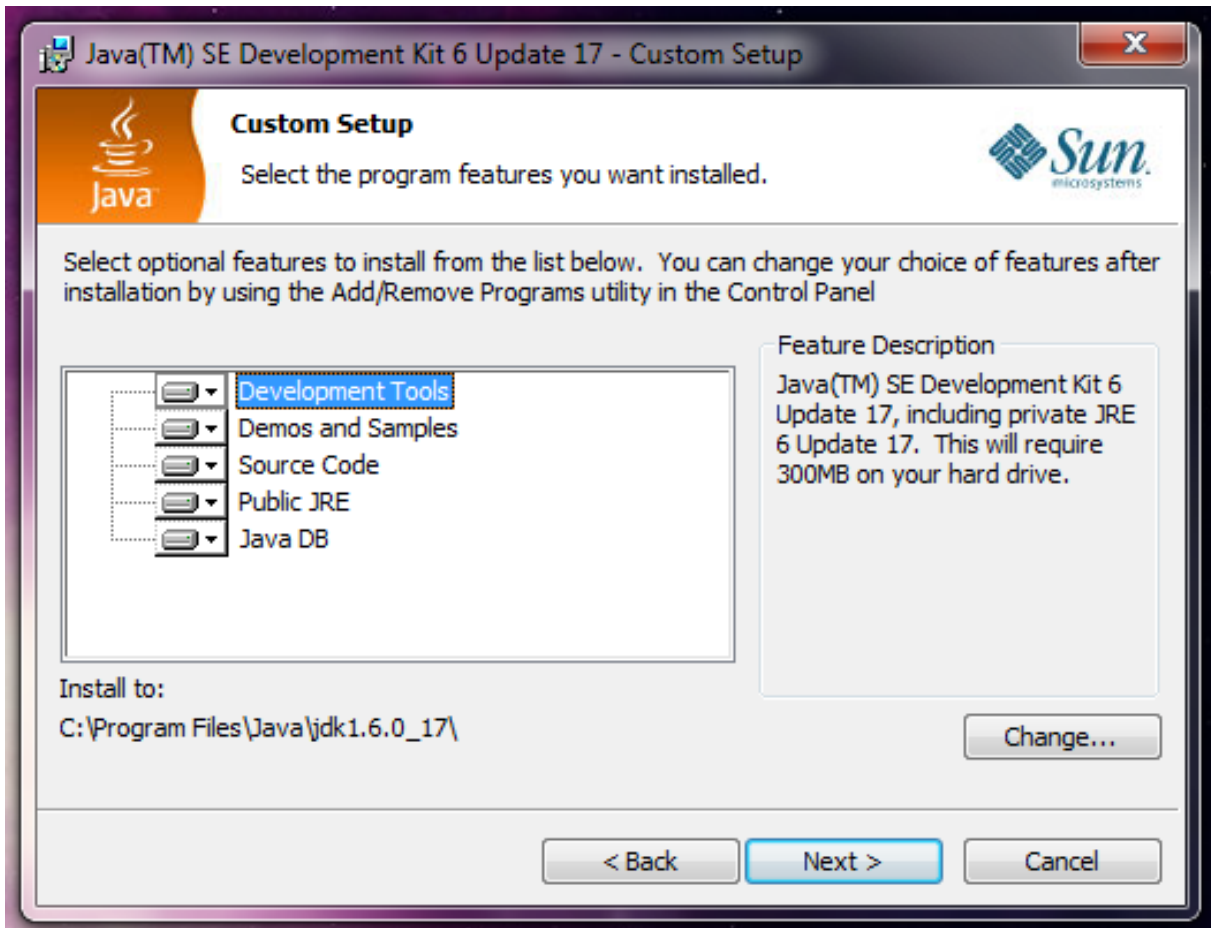 Java(TM) SE Development Kit 6 Update 17 - Custom Setup
Java
Custom Setup
Select the program features you want installed.
Sun
microsystems
Select optional features to install from the list below.  You can change your choice of features after
installation by using the Add/Remove Programs utility in the Control Panel
Development Tools
Demos and Samples
Source Code
Public JRE
Java DB
Feature Description
Java(TM) SE Development Kit 6
Update 17, including private JRE
6 Update 17.  This will require
300MB on your hard drive.
Install to:
C:\Program Files\Java\jdk1.6.0_17\
Change...
< Back
Next >
Cancel